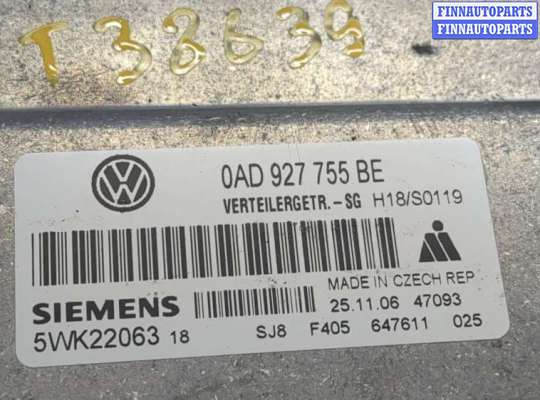 FINNAUTOPARTS
FINNAUTOPARTS
T38639
0AD 927 755 BE
VERTEILERGETR.-SG H18/S0119
MADE IN CZECH REP
SIEMENS 25.11.06 47093
5WK22063 18 SJ8 F405 647611 025